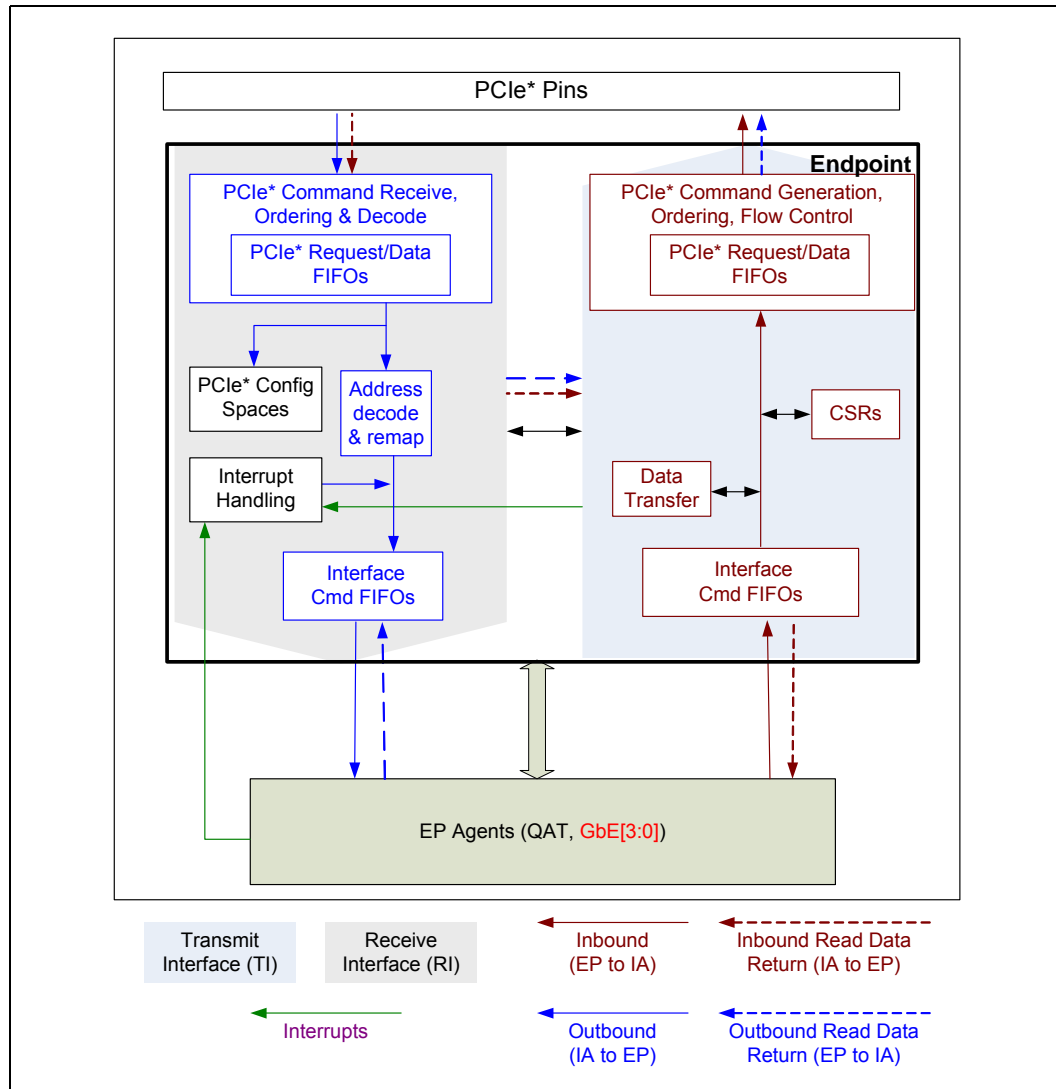 PCIe* Pins
Endpoint
PCIe* Command Receive,
Ordering & Decode
PCIe* Request/Data
FIFOs
PCIe* Command Generation,
Ordering, Flow Control
PCIe* Request/Data
FIFOs
PCIe* Config
Spaces
Address
decode
& remap
CSRs
Interrupt
Handling
Data
Transfer
Interface
Cmd FIFOs
Interface
Cmd FIFOs
EP Agents (QAT, GbE[3:0])
Transmit
Interface (TI)
Receive
Interface (RI)
Inbound
(EP to IA)
Inbound Read Data
Return (IA to EP)
Interrupts
Outbound
(IA to EP)
Outbound Read Data
Return (EP to IA)